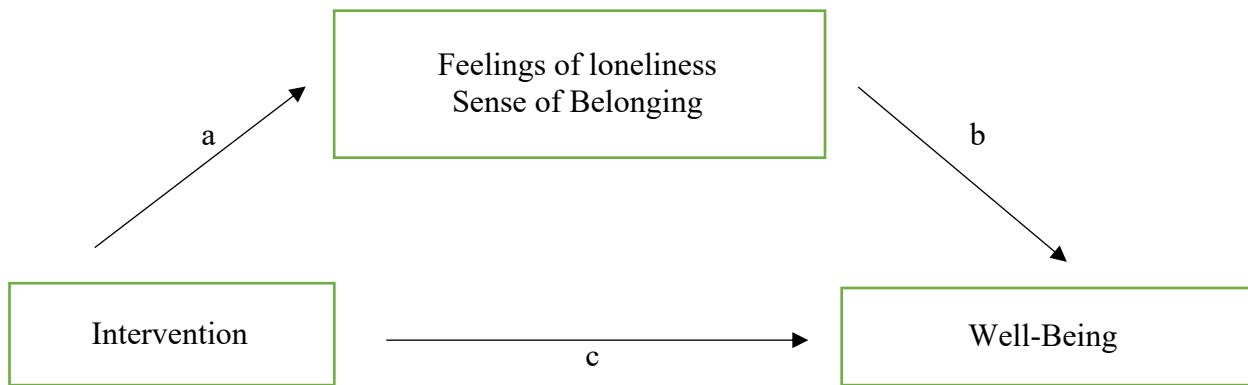 Feelings of loneliness
Sense of Belonging
a
b
Intervention
c
Well-Being